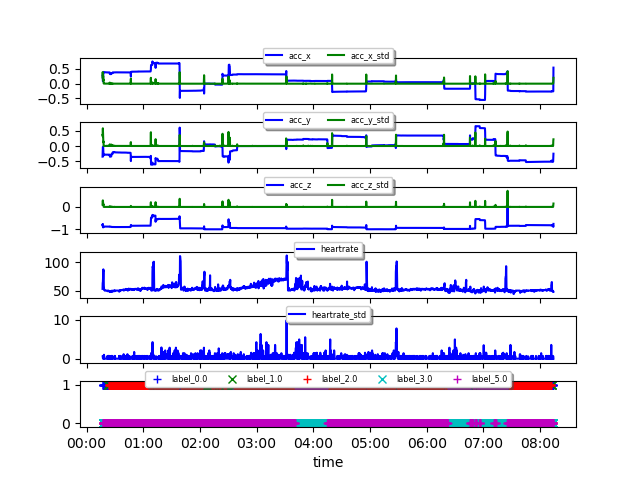 acc_x acc_x_std
0.5
0.0
−0.5
acc_y acc_y_std
0.5
0.0
−0.5
acc_z acc_z_std
0
−1
heartrate
100
50
heartrate_std
10
0
label_0.0 label_1.0 label_2.0 label_3.0 label_5.0
1
0
00:00 01:00 02:00 03:00 04:00 05:00 06:00 07:00 08:00
time